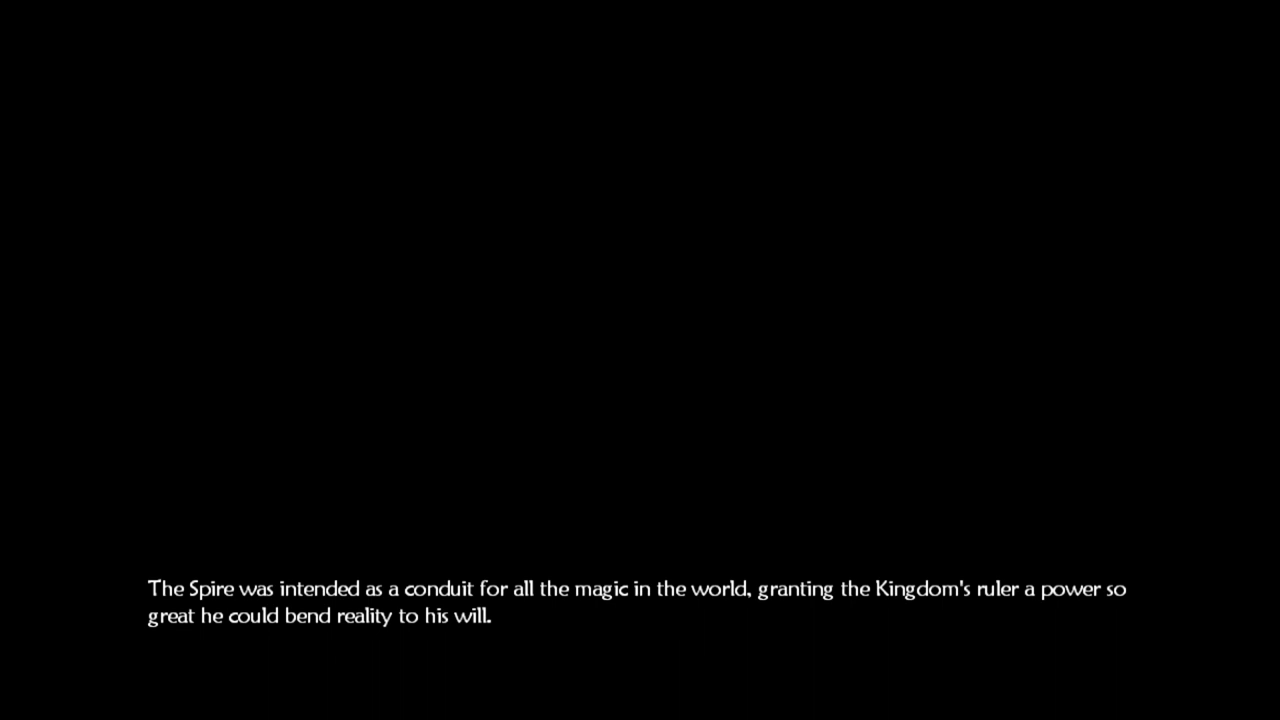 The Spire was intended as a conduit for all the magic in the world, granting the Kingdom's ruler a power so
great he could bend reality to his will.